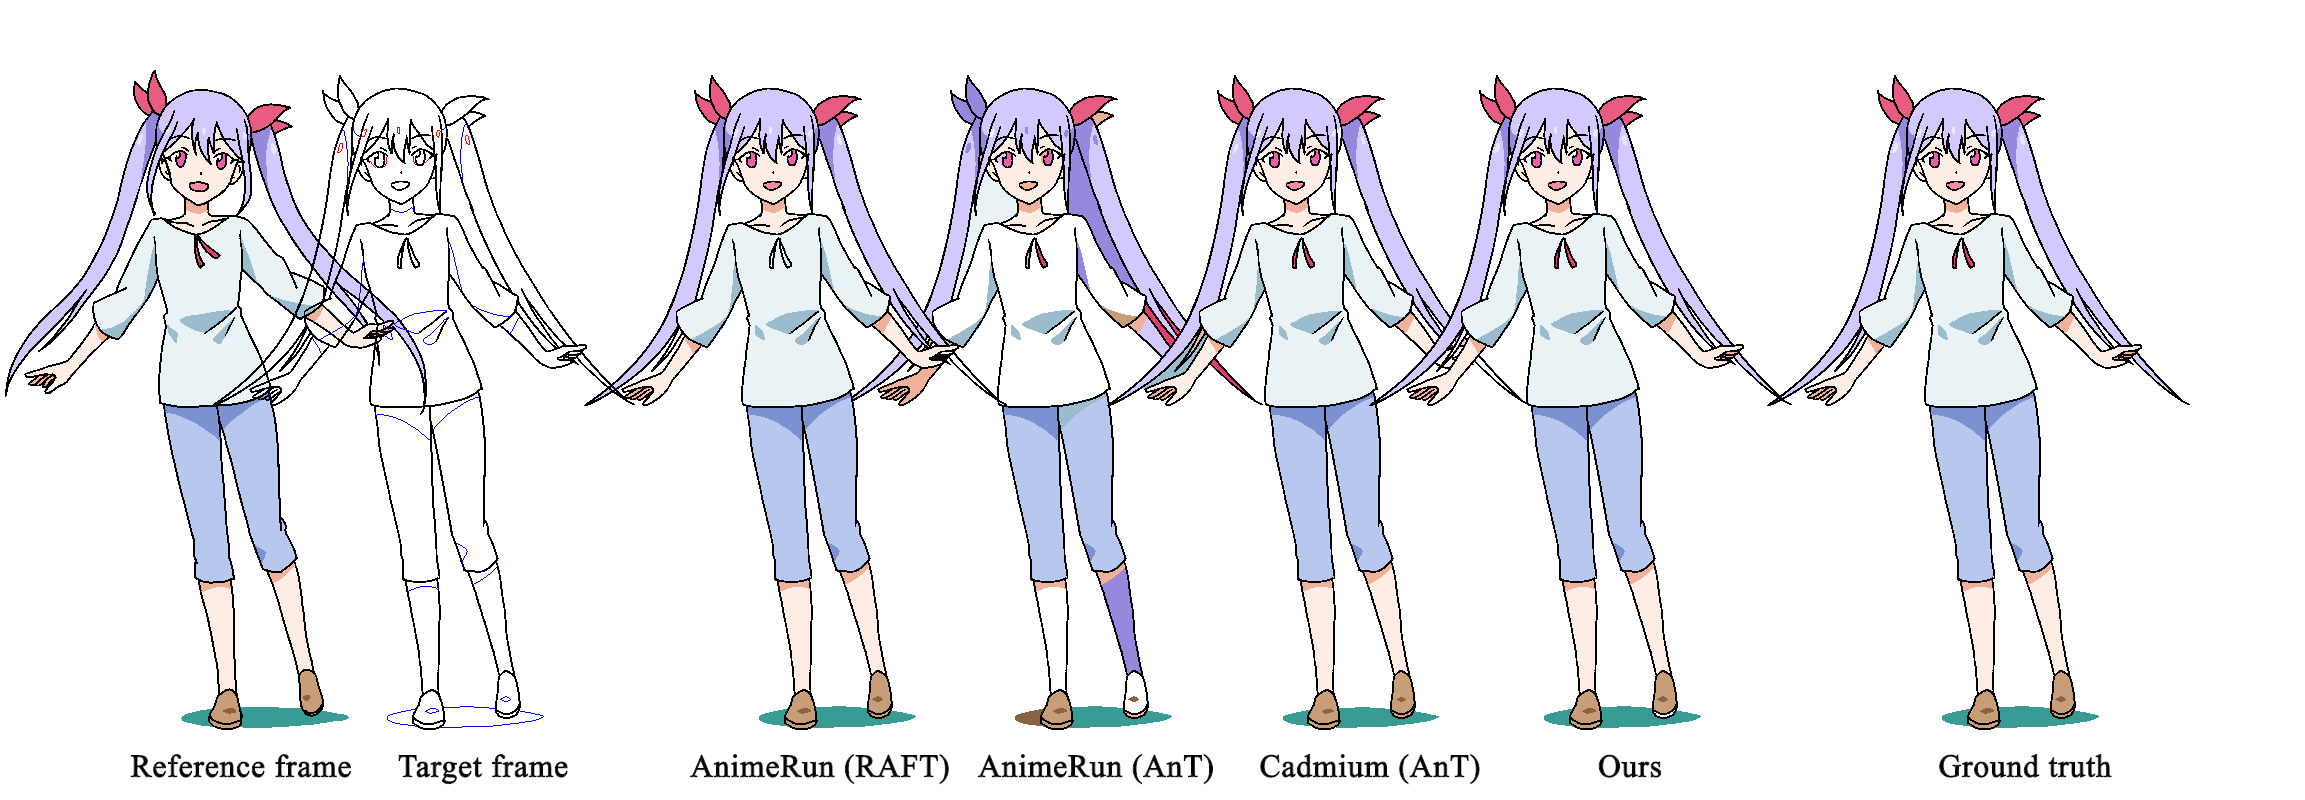 Reference frame
Target frame
AnimeRun (RAFT)
AnimeRun (AnT)
Cadmium (AnT)
Ours
Ground truth